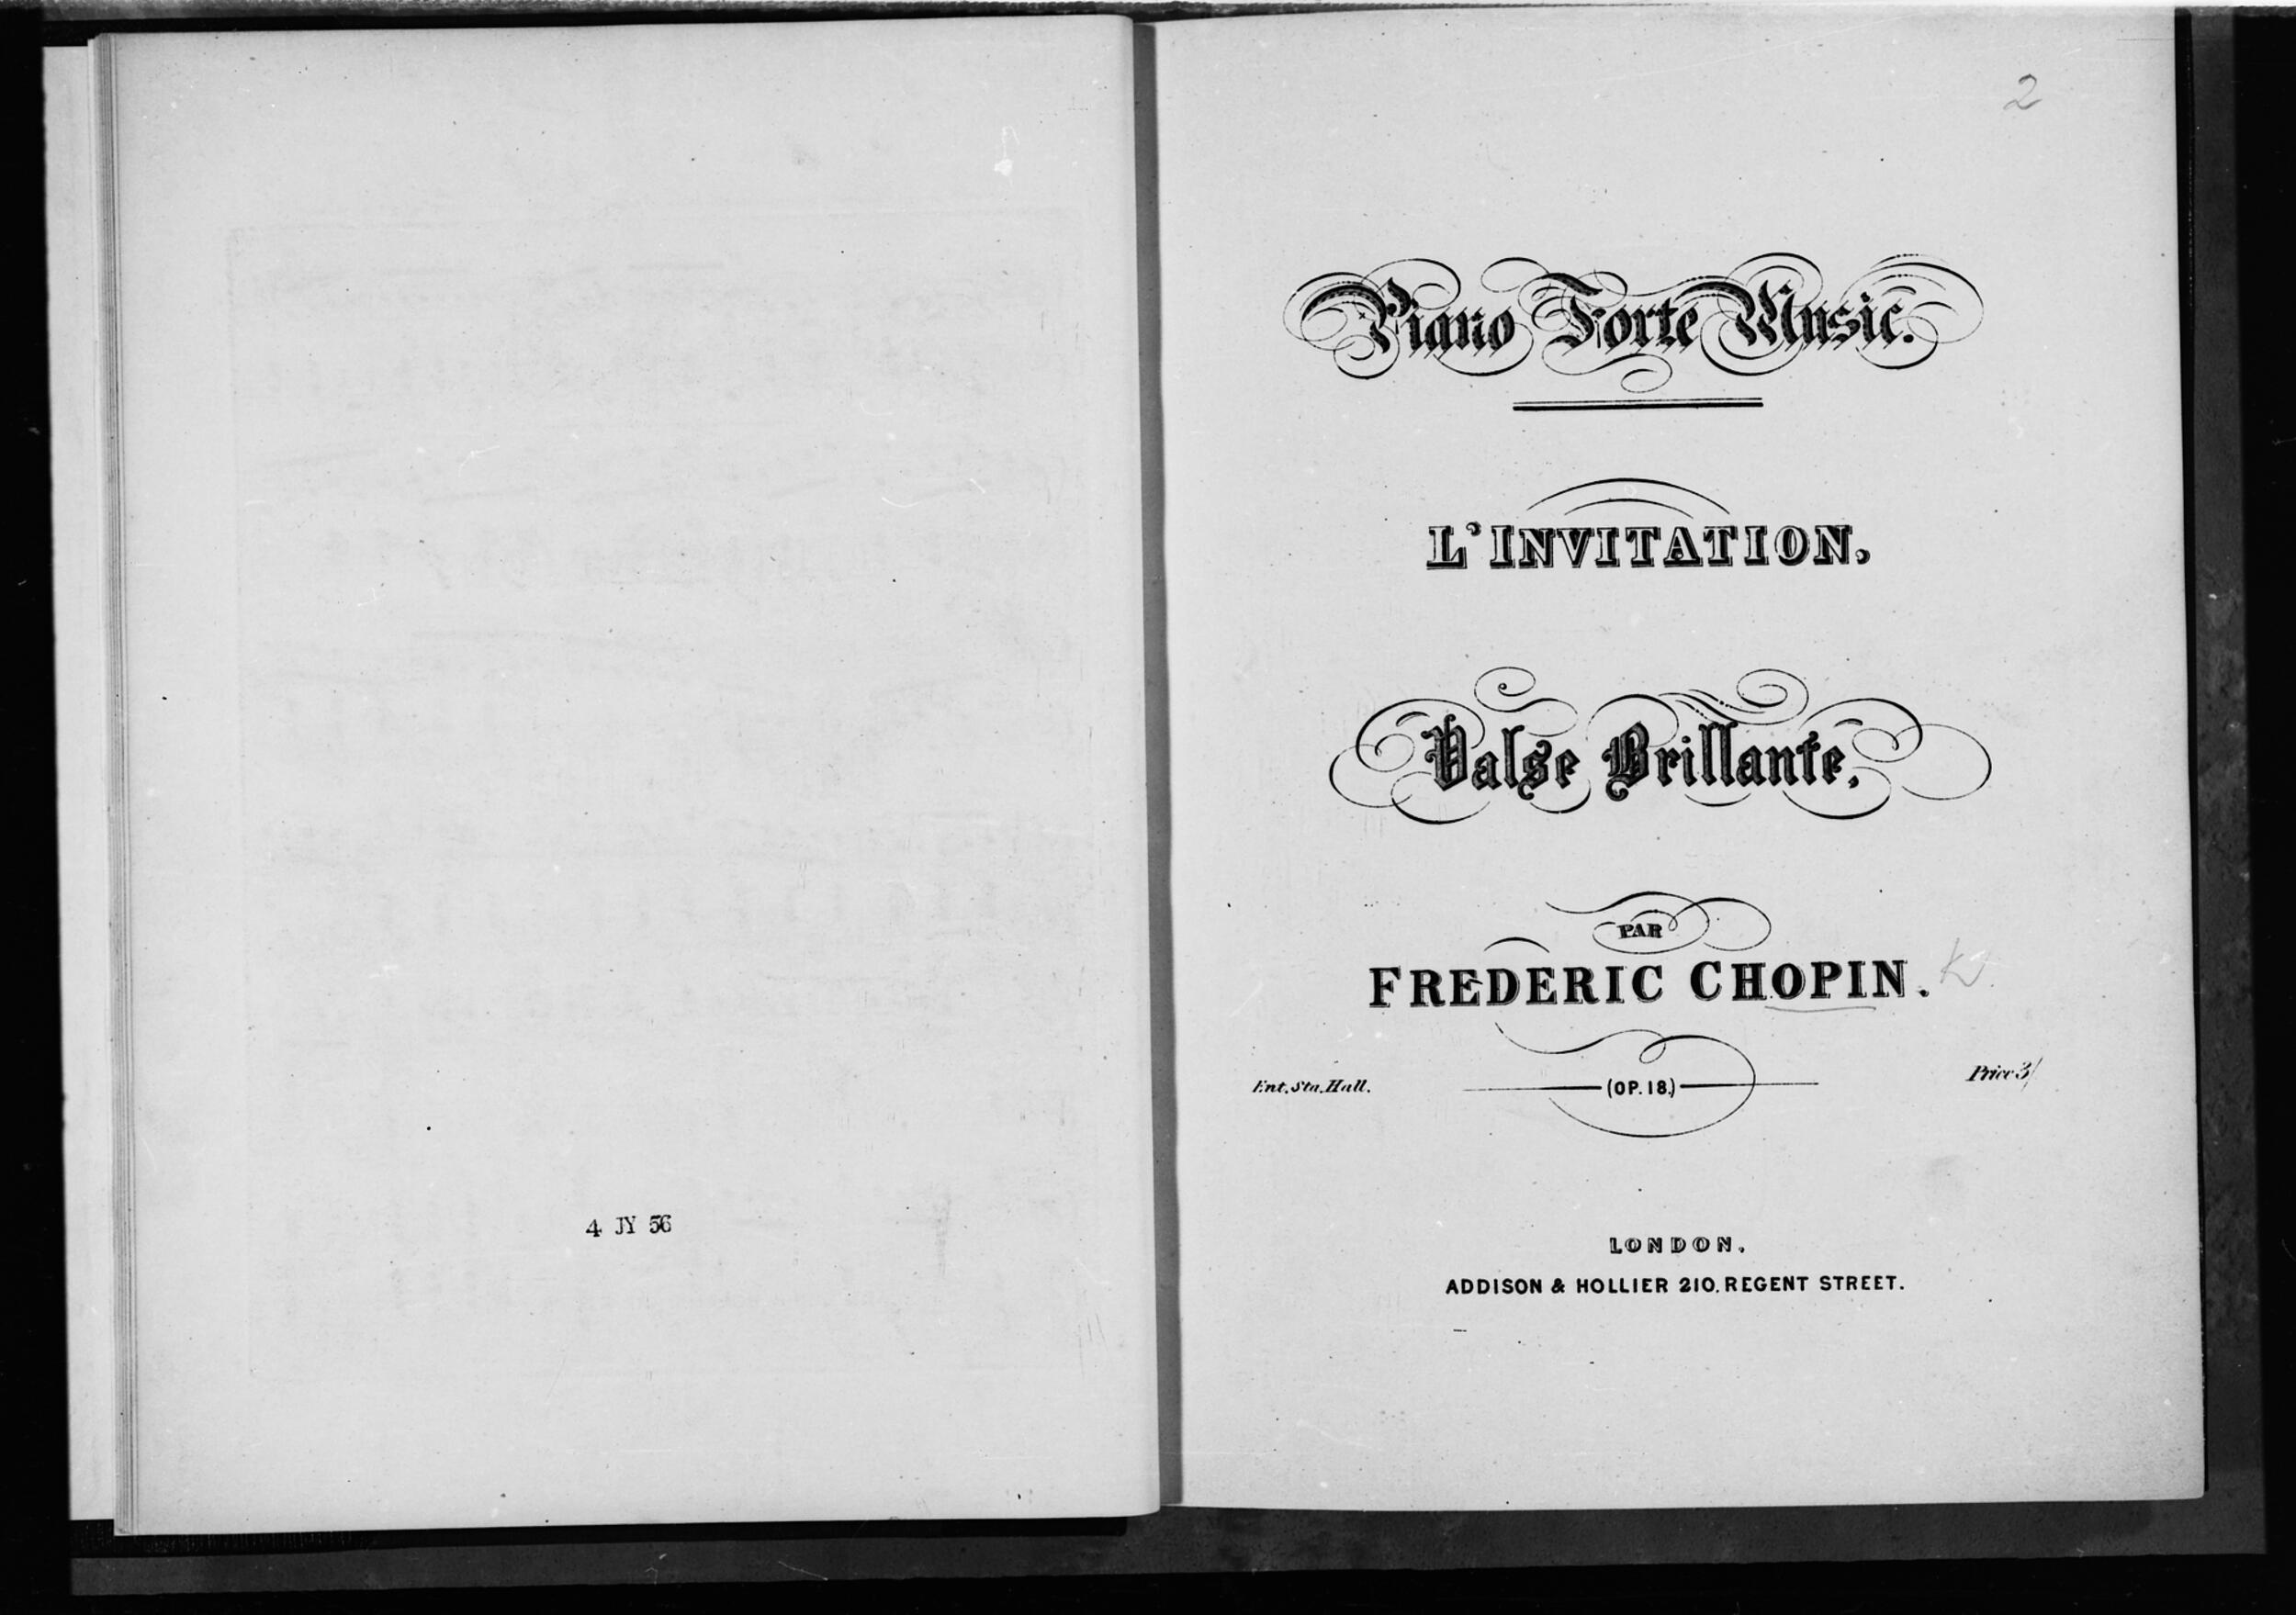 4 JY 56
2
Piano Forte Music.
L'INVITATION.
Valse Brillante,
PAR
FREDERIC CHOPIN.
Ent. Sta. Hall.
(OP. 18.)
Price 3/
LONDON,
ADDISON & HOLLIER 210. REGENT STREET.